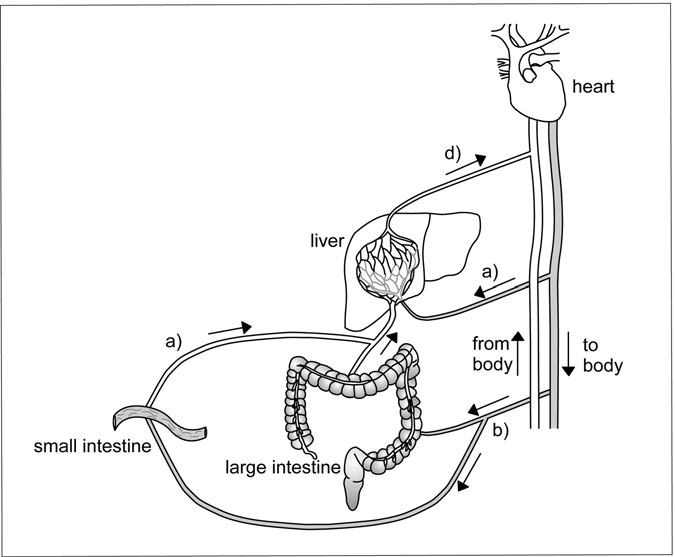 heart
d)
liver
a)
a)
from
body
to
body
b)
small intestine
large intestine